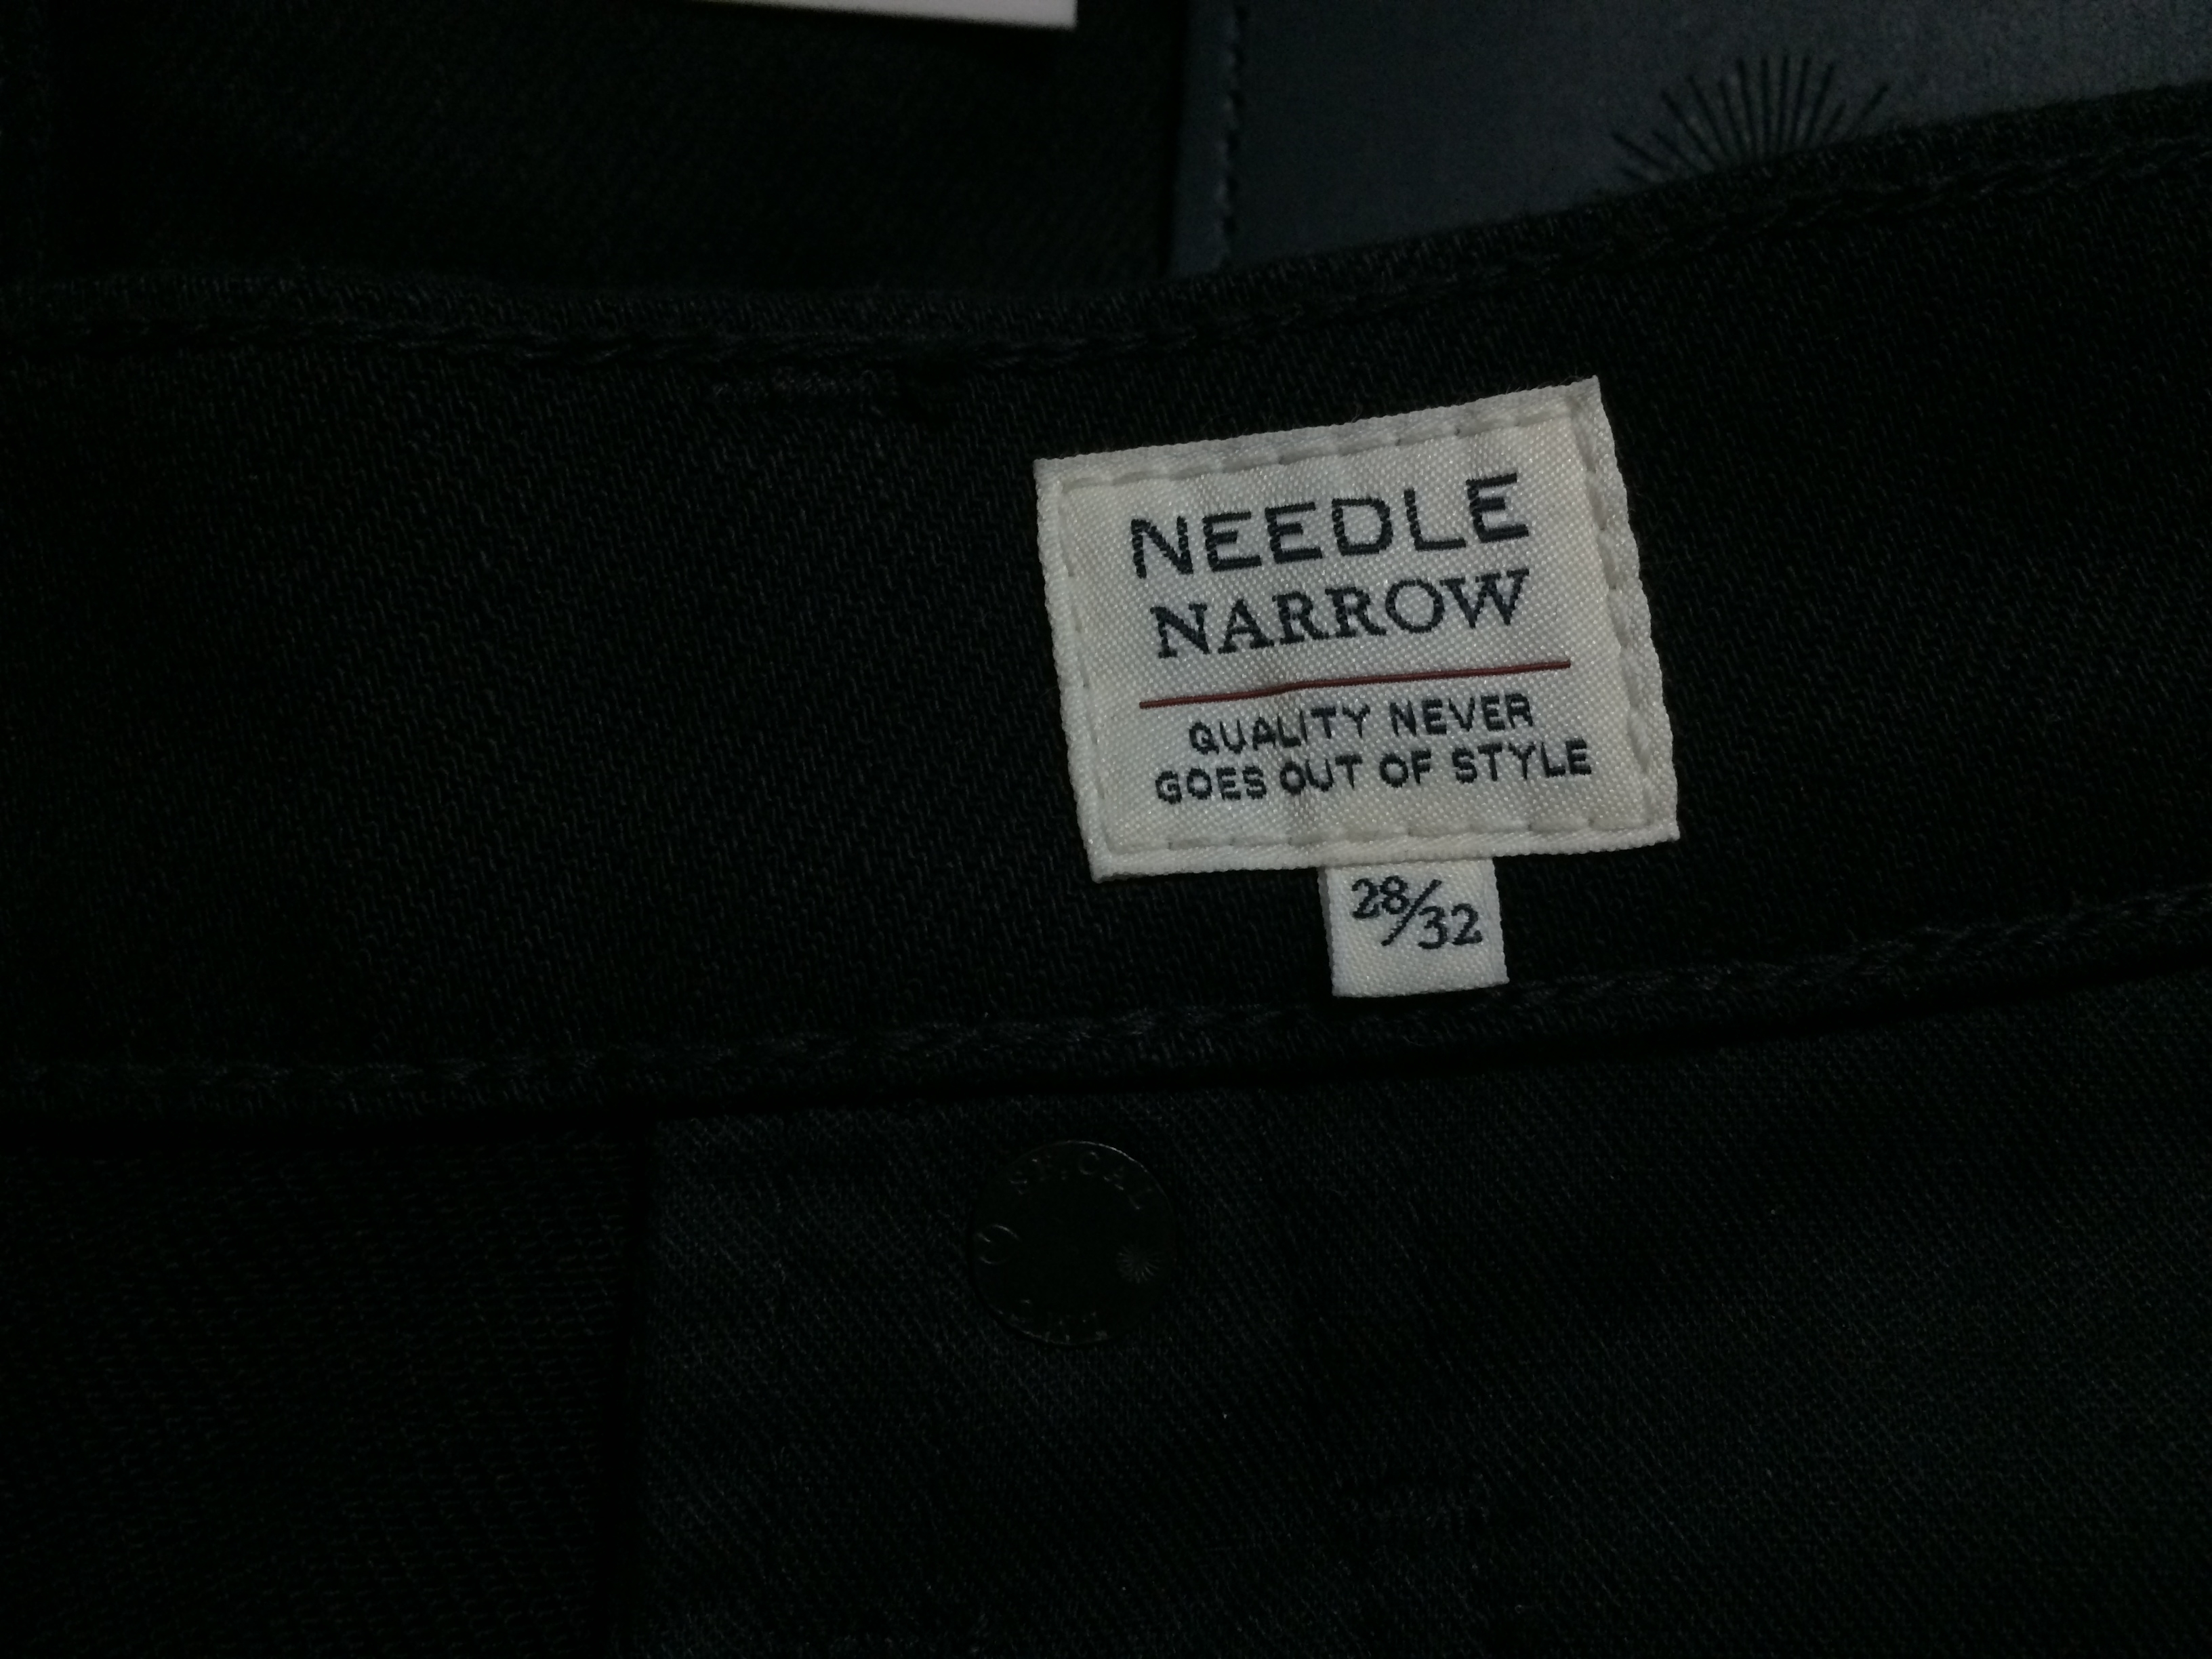 NEEDLE
NARROW
QUALITY NEVER
GOES OUT OF STYLE
28/32